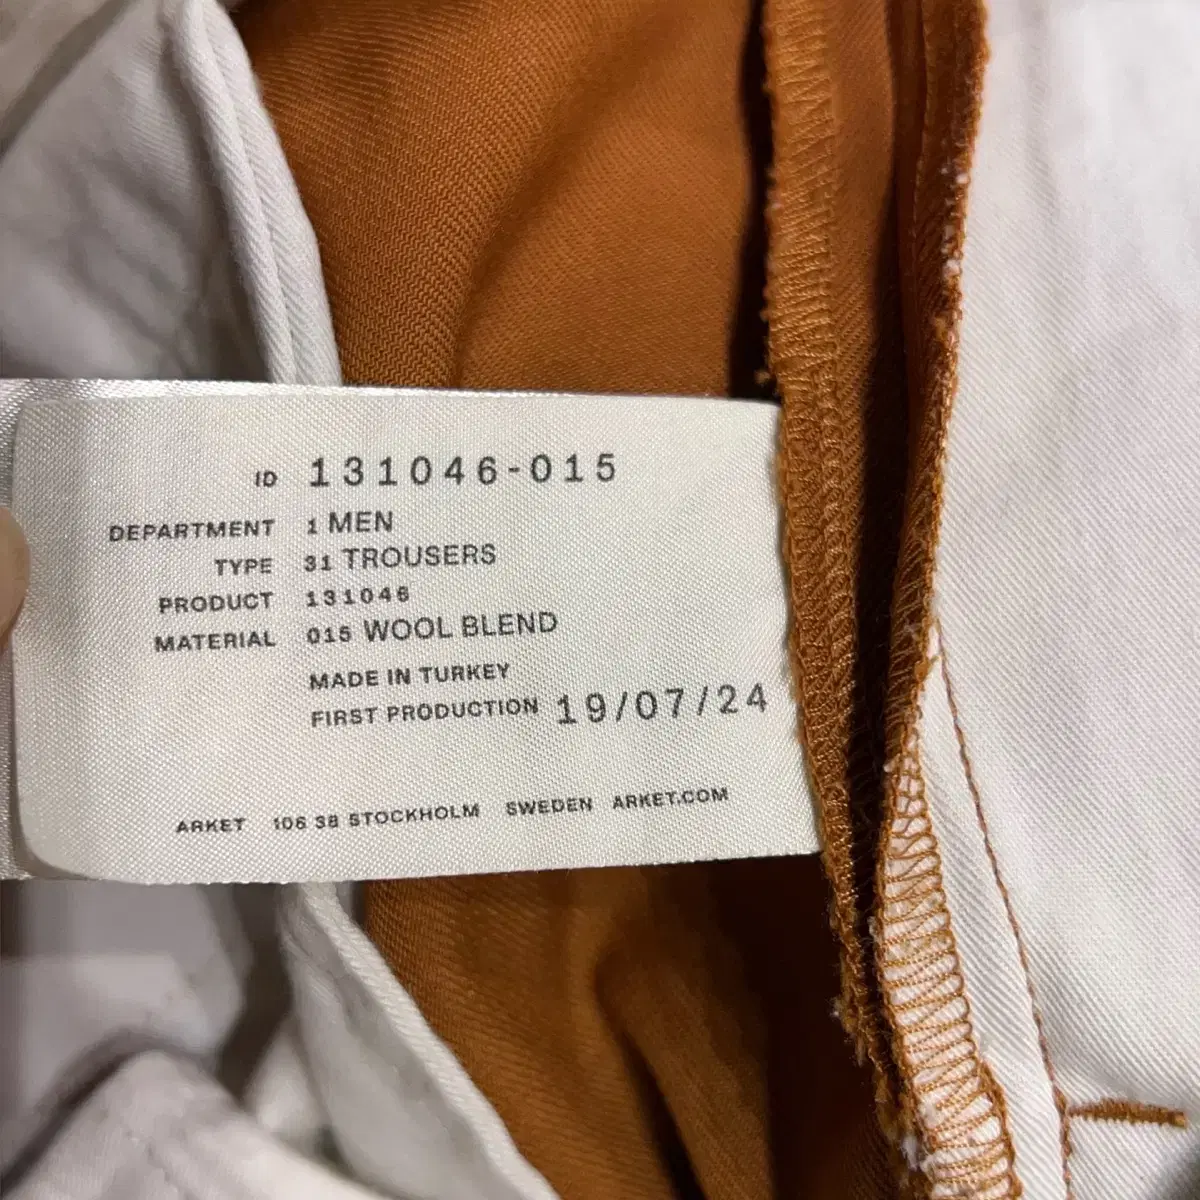 ID 131046-015
DEPARTMENT 1 MEN
TYPE 31 TROUSERS
PRODUCT 131046
MATERIAL 015 WOOL BLEND
MADE IN TURKEY
FIRST PRODUCTION 19/07/24
ARKET 106 38 STOCKHOLM SWEDEN ARKET.COM